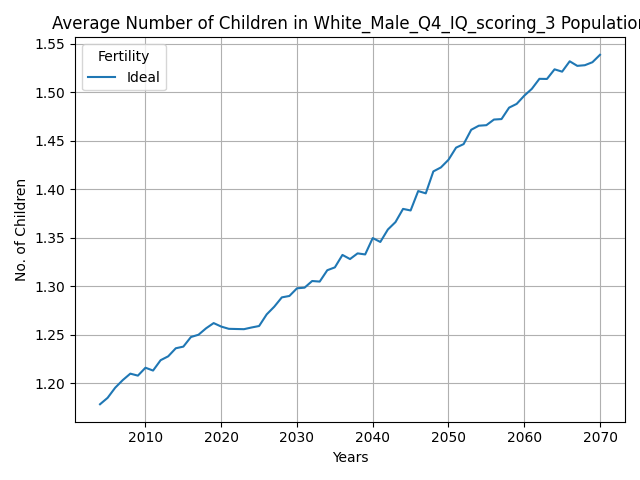 Average Number of Children in White_Male_Q4_IQ_scoring_3 Population
Fertility
Ideal
No. of Children
1.55
1.50
1.45
1.40
1.35
1.30
1.25
1.20
2010 2020 2030 2040 2050 2060 2070
Years